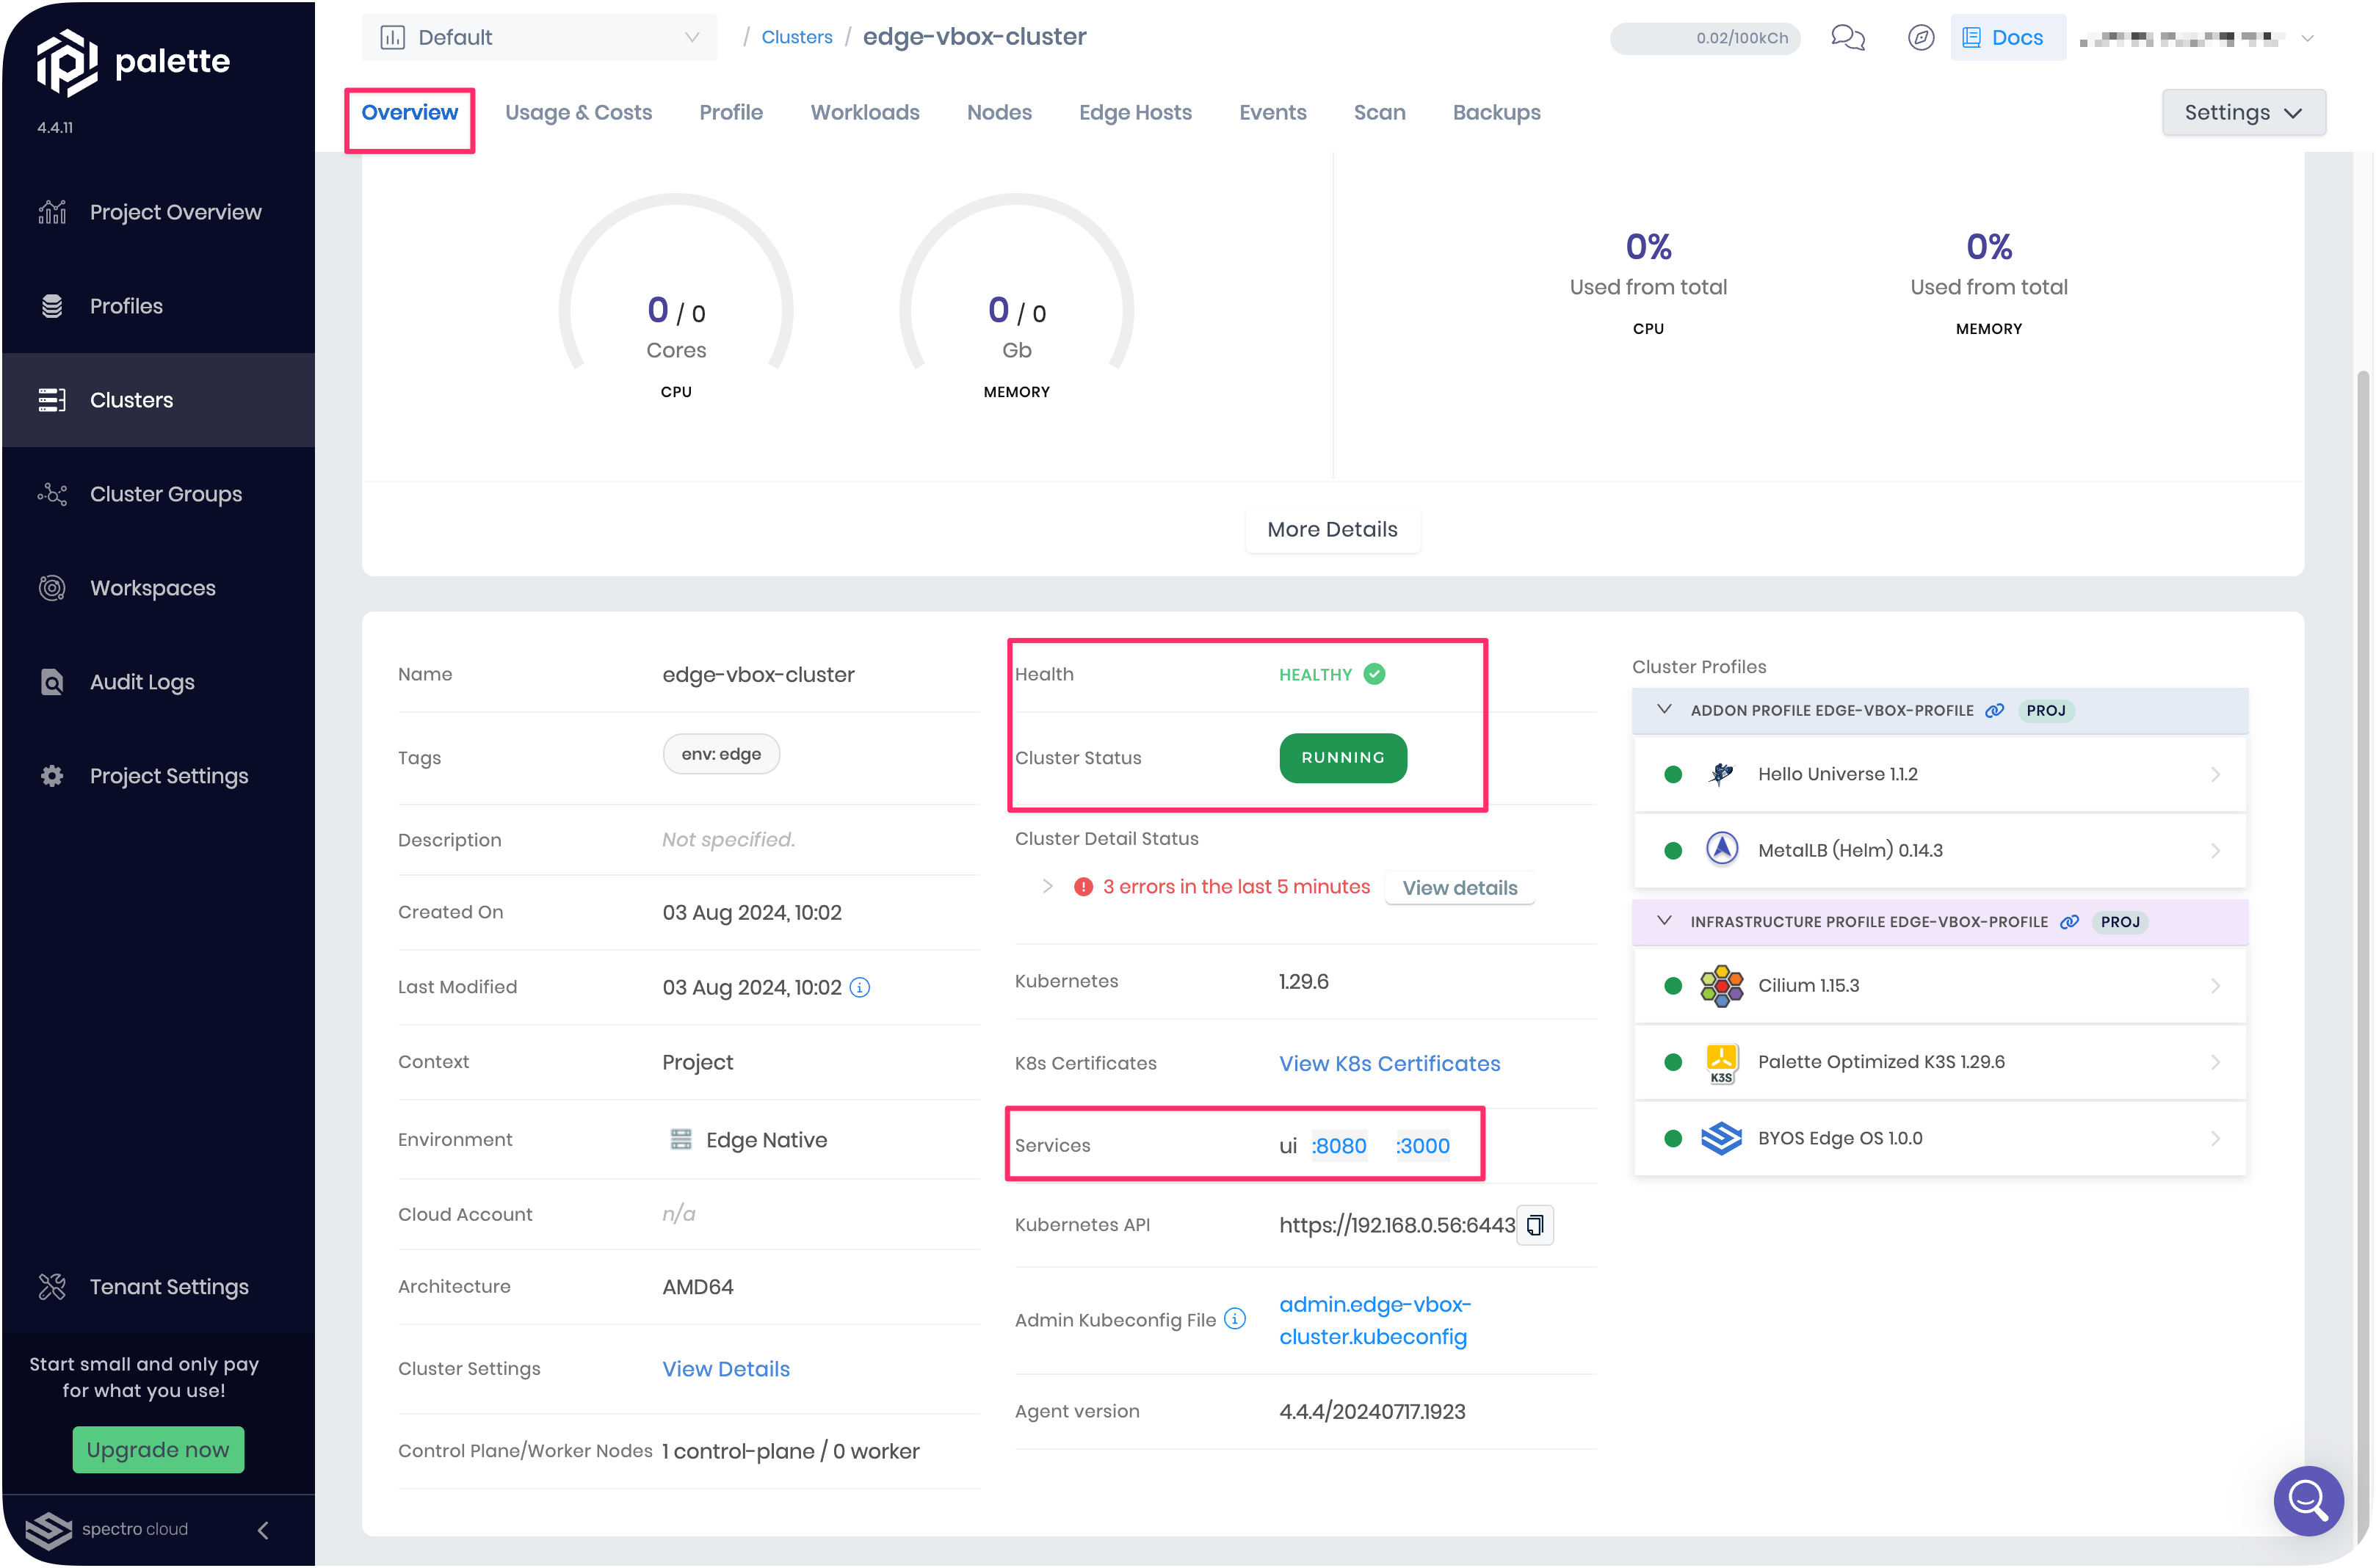 palette
4.4.11
Project Overview
Profiles
Clusters
Cluster Groups
Workspaces
Audit Logs
Project Settings
Tenant Settings
Start small and only pay
for what you use!
Upgrade now
spectro cloud
Default
/ Clusters / edge-vbox-cluster
0.02/100kCh
Docs
Overview
Usage & Costs
Profile
Workloads
Nodes
Edge Hosts
Events
Scan
Backups
Settings
0 / 0
Cores
CPU
0 / 0
Gb
MEMORY
0%
Used from total
CPU
0%
Used from total
MEMORY
More Details
Name edge-vbox-cluster
Tags env: edge
Description Not specified.
Created On 03 Aug 2024, 10:02
Last Modified 03 Aug 2024, 10:02
Context Project
Environment Edge Native
Cloud Account n/a
Architecture AMD64
Cluster Settings View Details
Control Plane/Worker Nodes 1 control-plane / 0 worker
Health HEALTHY
Cluster Status RUNNING
Cluster Detail Status
3 errors in the last 5 minutes View details
Kubernetes 1.29.6
K8s Certificates View K8s Certificates
Services ui :8080 :3000
Kubernetes API https://192.168.0.56:6443
Admin Kubeconfig File admin.edge-vbox-
cluster.kubeconfig
Agent version 4.4.4/20240717.1923
Cluster Profiles
ADDON PROFILE EDGE-VBOX-PROFILE PROJ
Hello Universe 1.1.2
MetalLB (Helm) 0.14.3
INFRASTRUCTURE PROFILE EDGE-VBOX-PROFILE PROJ
Cilium 1.15.3
K3S
Palette Optimized K3S 1.29.6
BYOS Edge OS 1.0.0